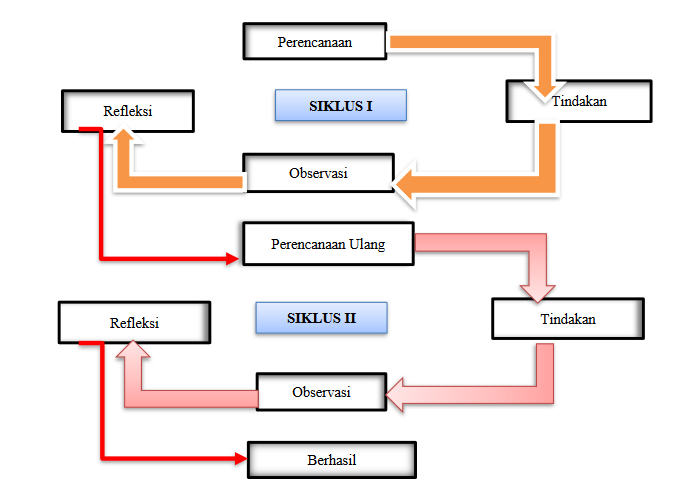 Perencanaan
Refleksi
SIKLUS I
Tindakan
Observasi
Perencanaan Ulang
Refleksi
SIKLUS II
Tindakan
Observasi
Berhasil